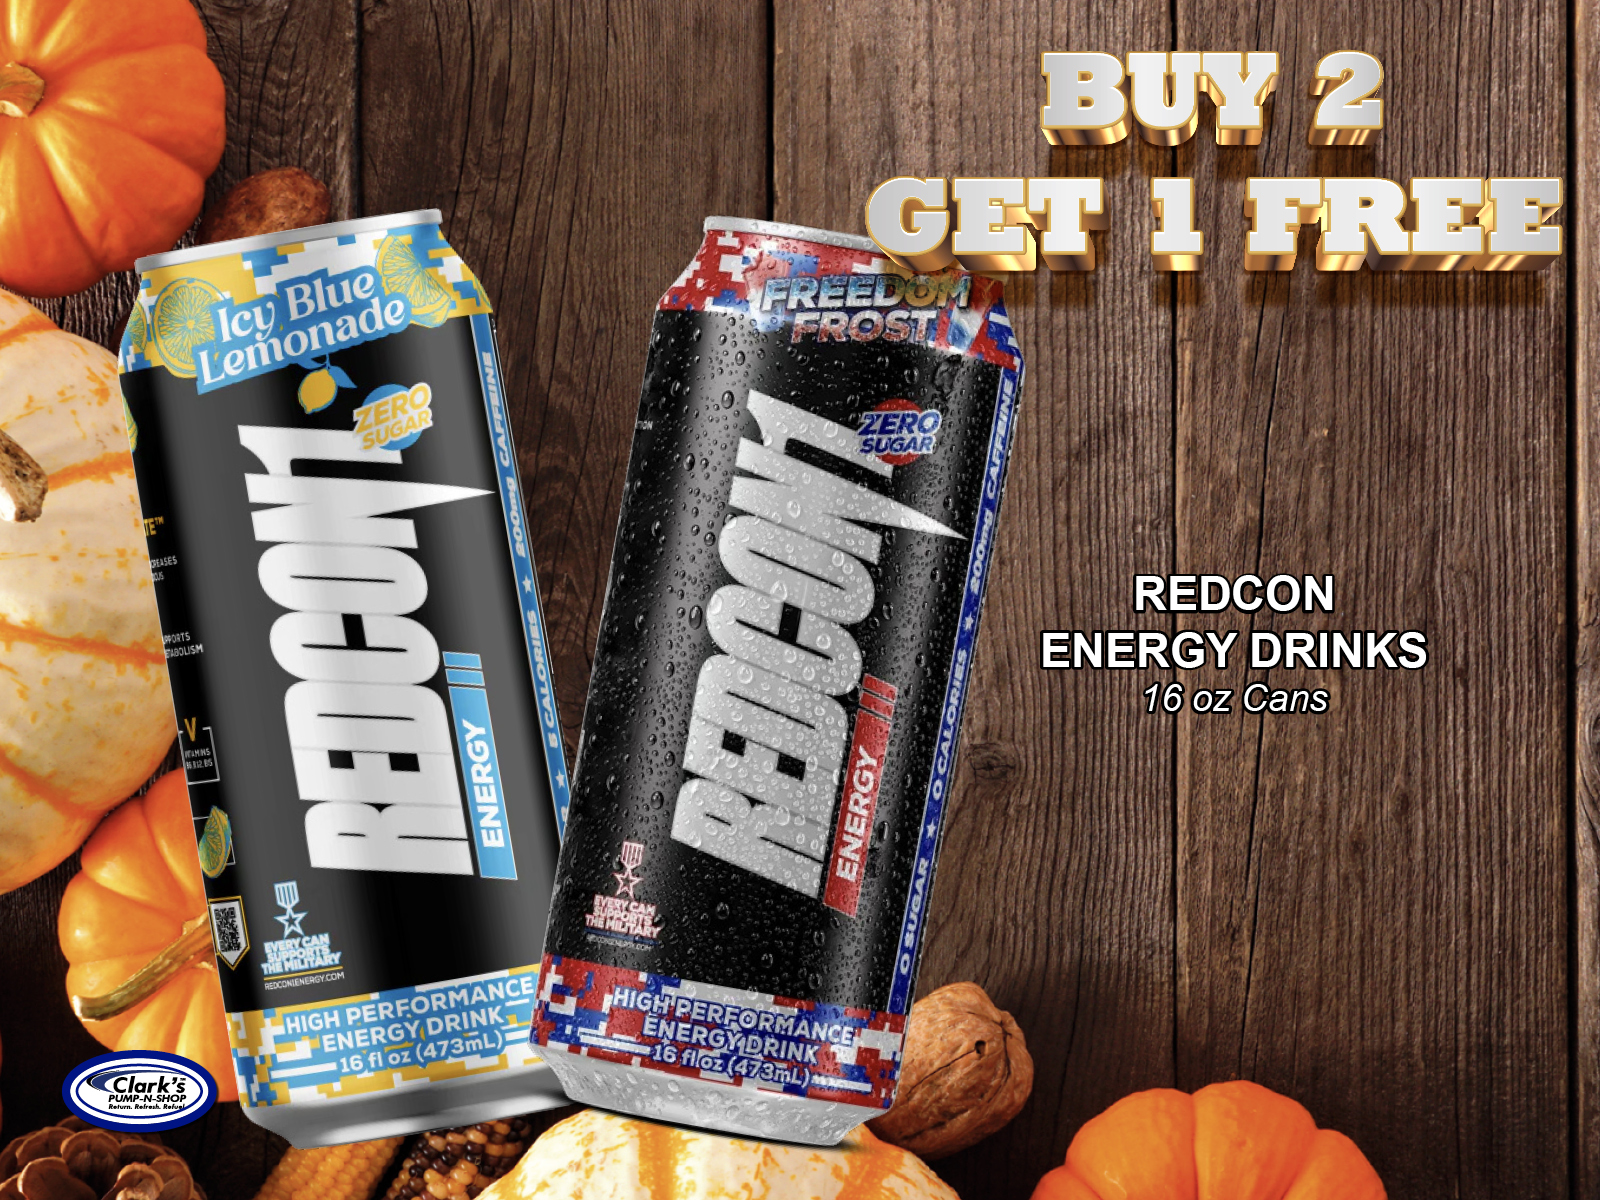 BUY 2
GET 1 FREE
REDCON
ENERGY DRINKS
16 oz Cans
Icy Blue
Lemonade
ZERO
SUGAR
REDCON1
ENERGY
5 CALORIES ★ 200mg CAFFEINE
V
EVERY CAN
SUPPORTS
THE MILITARY
REDCON1ENERGY.COM
HIGH PERFORMANCE
ENERGY DRINK
16 fl oz (473mL)
FREEDOM
FROST
ZERO
SUGAR
REDCON1
ENERGY
0 SUGAR ★ 0 CALORIES ★ 200mg CAFFEINE
EVERY CAN
SUPPORTS
THE MILITARY
REDCON1ENERGY.COM
HIGH PERFORMANCE
ENERGY DRINK
16 fl oz (473mL)
Clark's
PUMP-N-SHOP
Return. Refresh. Refuel